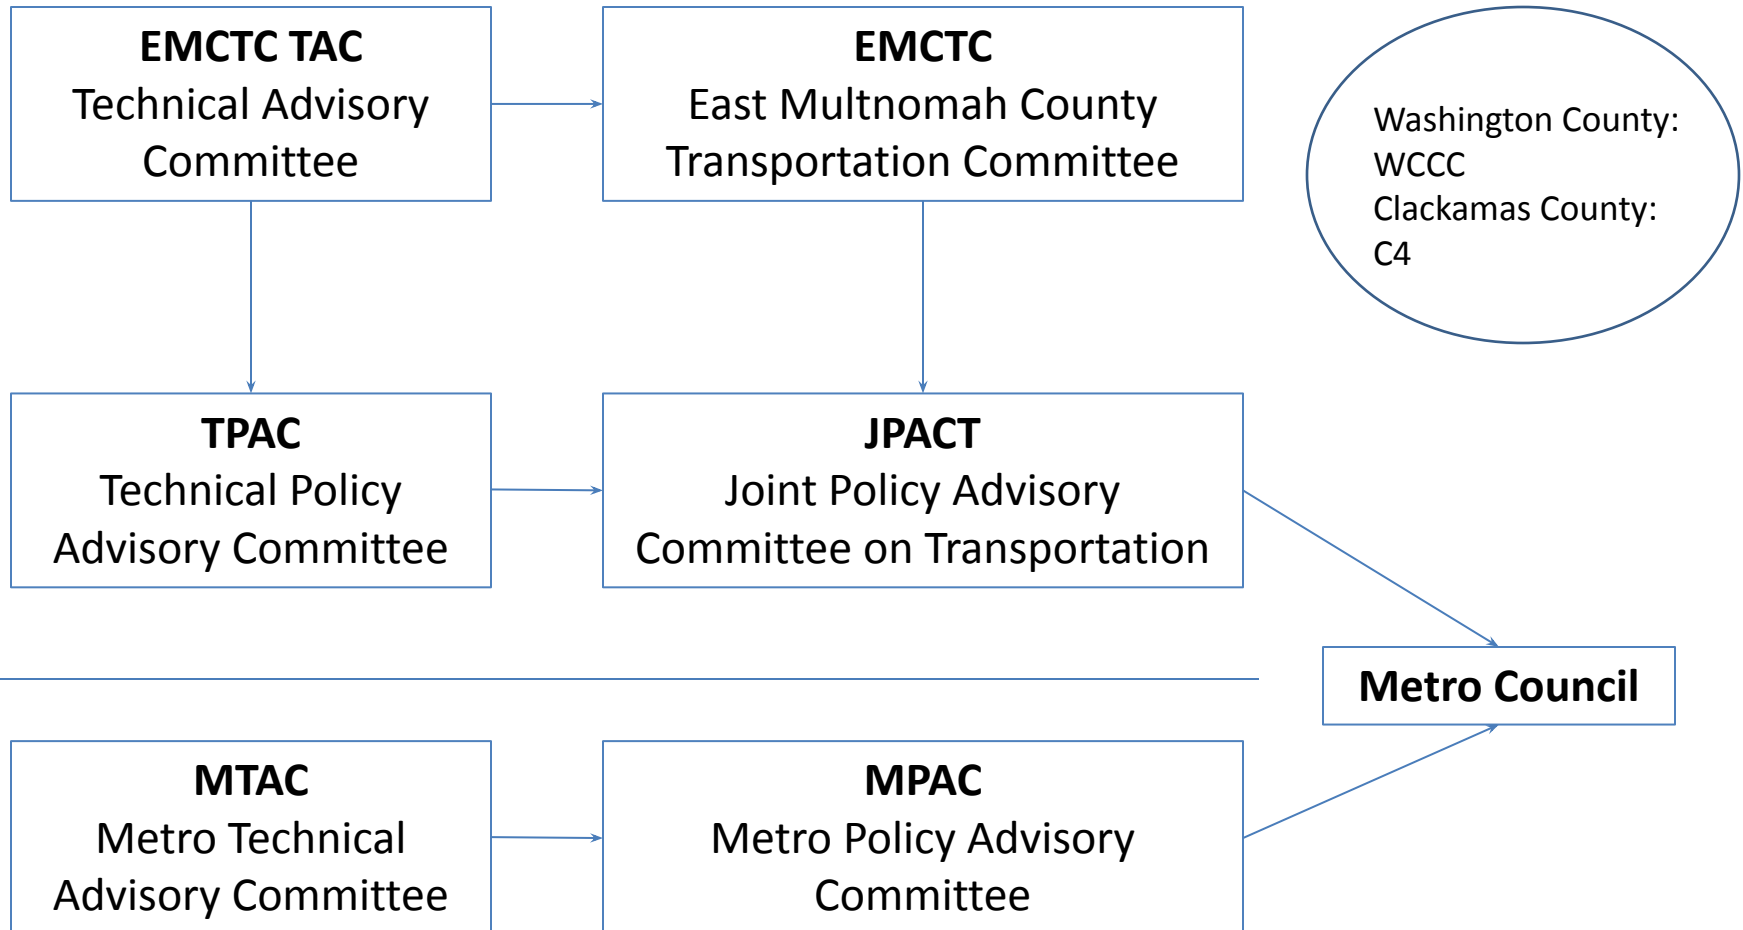 EMCTC TAC
Technical Advisory
Committee
EMCTC
East Multnomah County
Transportation Committee
Washington County:
WCCC
Clackamas County:
C4
TPAC
Technical Policy
Advisory Committee
JPACT
Joint Policy Advisory
Committee on Transportation
Metro Council
MTAC
Metro Technical
Advisory Committee
MPAC
Metro Policy Advisory
Committee